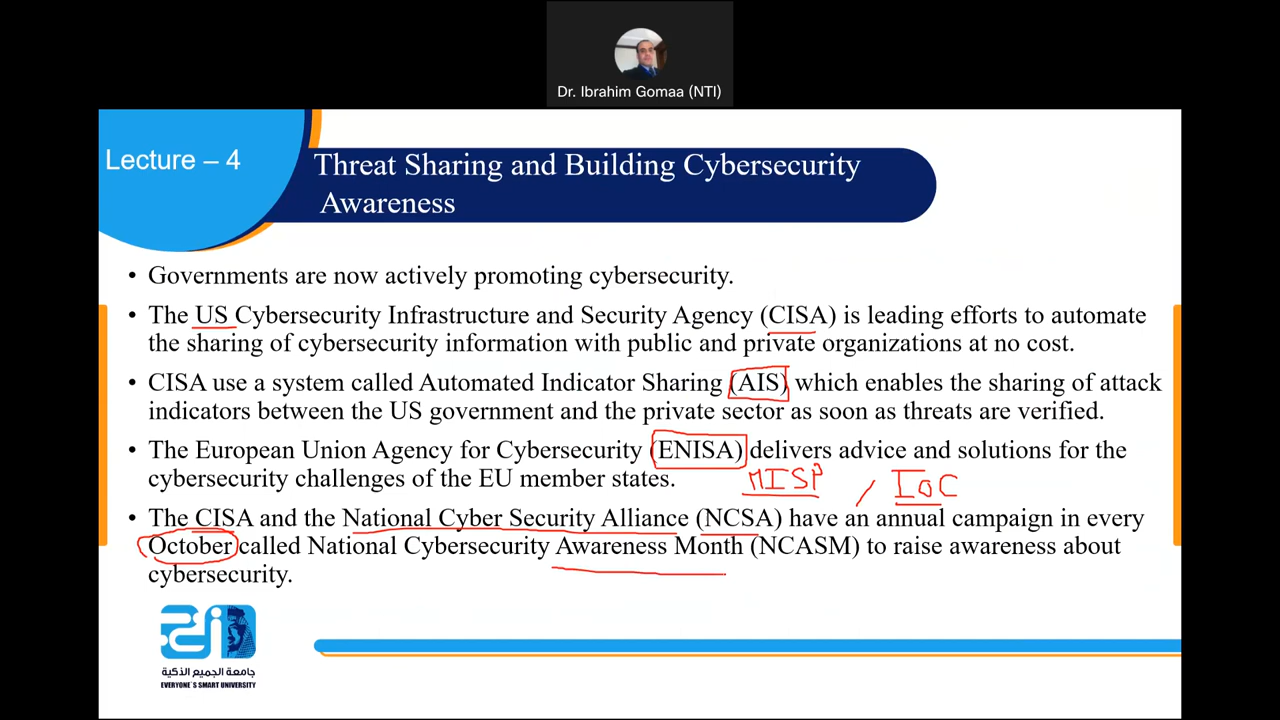 Dr. Ibrahim Gomaa (NTI)
Lecture – 4
Threat Sharing and Building Cybersecurity
Awareness
• Governments are now actively promoting cybersecurity.
• The US Cybersecurity Infrastructure and Security Agency (CISA) is leading efforts to automate
the sharing of cybersecurity information with public and private organizations at no cost.
• CISA use a system called Automated Indicator Sharing (AIS) which enables the sharing of attack
indicators between the US government and the private sector as soon as threats are verified.
• The European Union Agency for Cybersecurity (ENISA) delivers advice and solutions for the
cybersecurity challenges of the EU member states.
MISP / IoC
• The CISA and the National Cyber Security Alliance (NCSA) have an annual campaign in every
October called National Cybersecurity Awareness Month (NCASM) to raise awareness about
cybersecurity.
جامعة الجميع الذكية
EVERYONE'S SMART UNIVERSITY